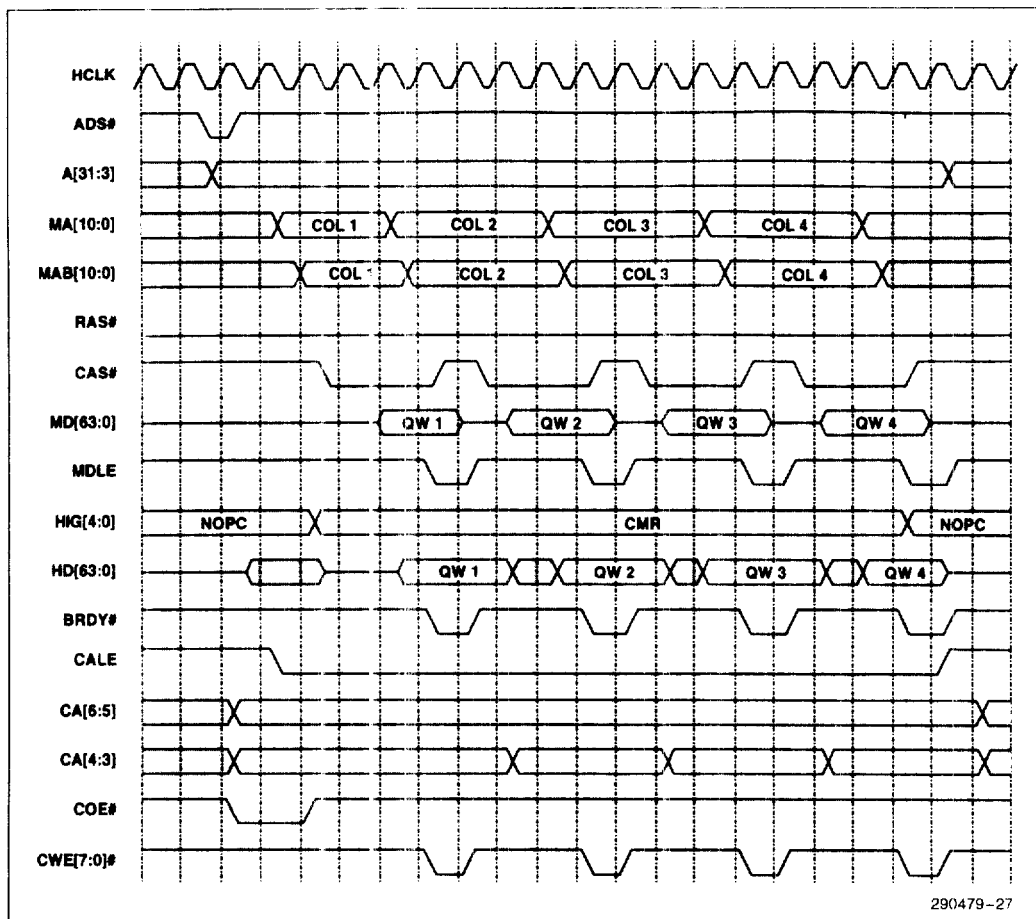 HCLK
ADS#
A[31:3]
MA[10:0] COL 1 COL 2 COL 3 COL 4
MAB[10:0] COL 1 COL 2 COL 3 COL 4
RAS#
CAS#
MD[63:0] QW 1 QW 2 QW 3 QW 4
MDLE
HIG[4:0] NOPC CMR NOPC
HD[63:0] QW 1 QW 2 QW 3 QW 4
BRDY#
CALE
CA[6:5]
CA[4:3]
COE#
CWE[7:0]#
290479-27